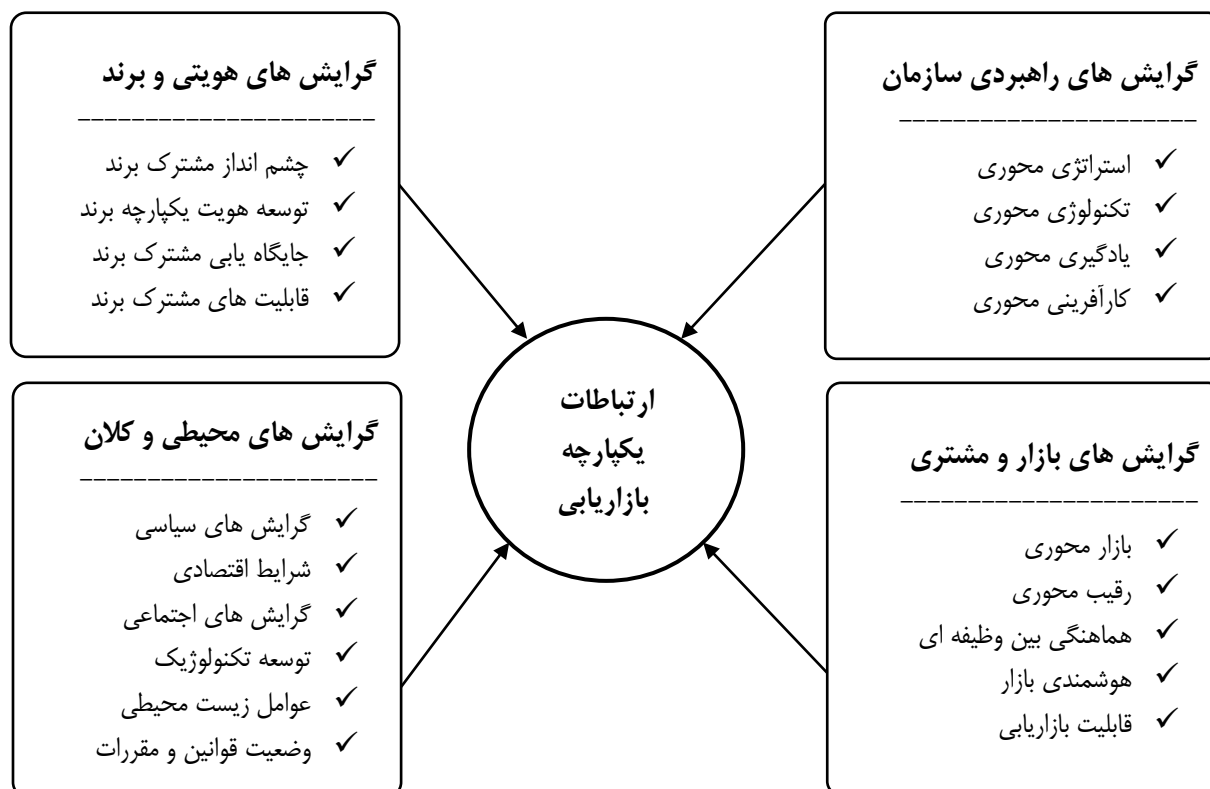 گرایش های راهبردی سازمان
----------------------
✓ استراتژی محوری
✓ تکنولوژی محوری
✓ یادگیری محوری
✓ کارآفرینی محوری
گرایش های هویتی و برند
----------------------
✓ چشم انداز مشترک برند
✓ توسعه هویت یکپارچه برند
✓ جایگاه یابی مشترک برند
✓ قابلیت های مشترک برند
ارتباطات
یکپارچه
بازاریابی
گرایش های بازار و مشتری
----------------------
✓ بازار محوری
✓ رقیب محوری
✓ هماهنگی بین وظیفه ای
✓ هوشمندی بازار
✓ قابلیت بازاریابی
گرایش های محیطی و کلان
----------------------
✓ گرایش های سیاسی
✓ شرایط اقتصادی
✓ گرایش های اجتماعی
✓ توسعه تکنولوژیک
✓ عوامل زیست محیطی
✓ وضعیت قوانین و مقررات